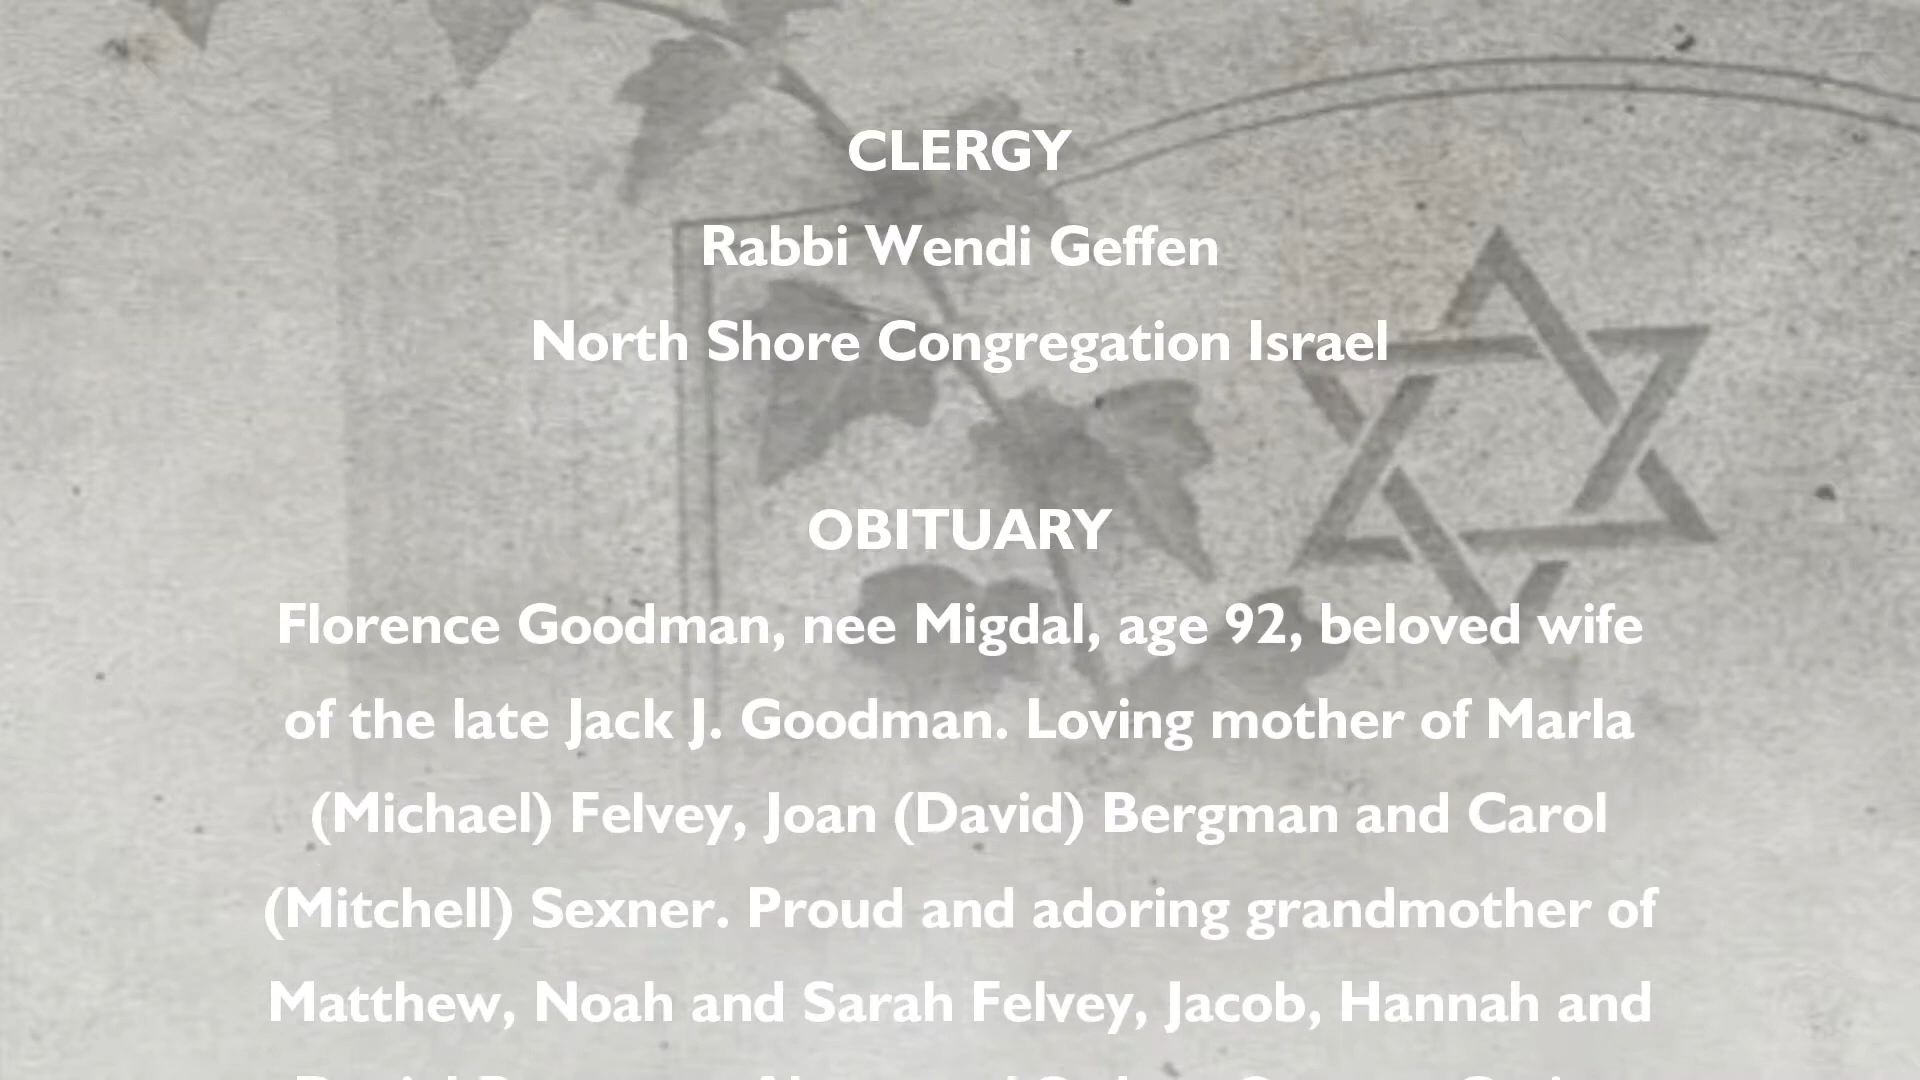 CLERGY
Rabbi Wendi Geffen
North Shore Congregation Israel
OBITUARY
Florence Goodman, nee Migdal, age 92, beloved wife
of the late Jack J. Goodman. Loving mother of Marla
(Michael) Felvey, Joan (David) Bergman and Carol
(Mitchell) Sexner. Proud and adoring grandmother of
Matthew, Noah and Sarah Felvey, Jacob, Hannah and